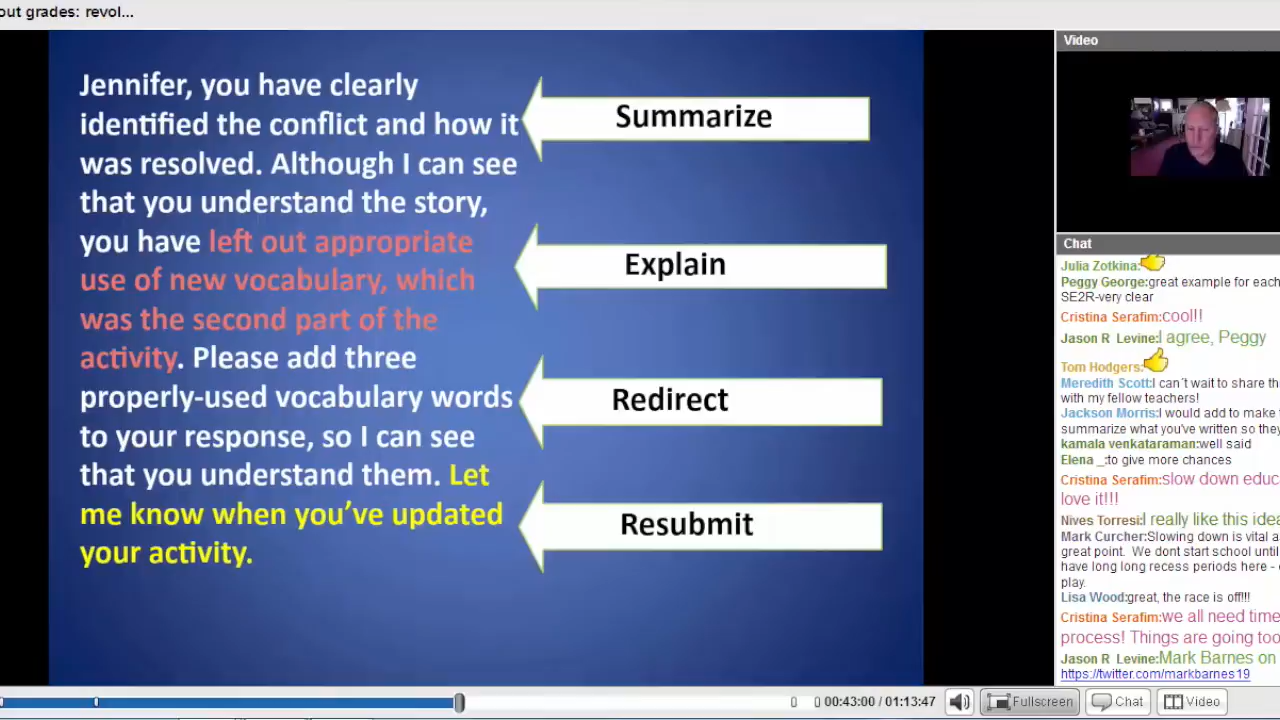 out grades: revol...
Jennifer, you have clearly
identified the conflict and how it
was resolved. Although I can see
that you understand the story,
you have left out appropriate
use of new vocabulary, which
was the second part of the
activity. Please add three
properly-used vocabulary words
to your response, so I can see
that you understand them. Let
me know when you've updated
your activity.
Summarize
Explain
Redirect
Resubmit
Video
Chat
Julia Zotkina:
Peggy George:great example for each
SE2R-very clear
Cristina Serafim:cool!!
Jason R Levine:I agree, Peggy
Tom Hodgers:
Meredith Scott:I can´t wait to share th
with my fellow teachers!
Jackson Morris:I would add to make
summarize what you've written so they
kamala venkataraman:well said
Elena _:to give more chances
Cristina Serafim:slow down educ
love it!!!
Nives Torresi:I really like this idea
Mark Curcher:Slowing down is vital a
great point. We dont start school until
have long long recess periods here -
play.
Lisa Wood:great, the race is off!!!
Cristina Serafim:we all need time
process! Things are going too
Jason R Levine:Mark Barnes on
https://twitter.com/markbarnes19
00:43:00 / 01:13:47
Fullscreen
Chat
Video